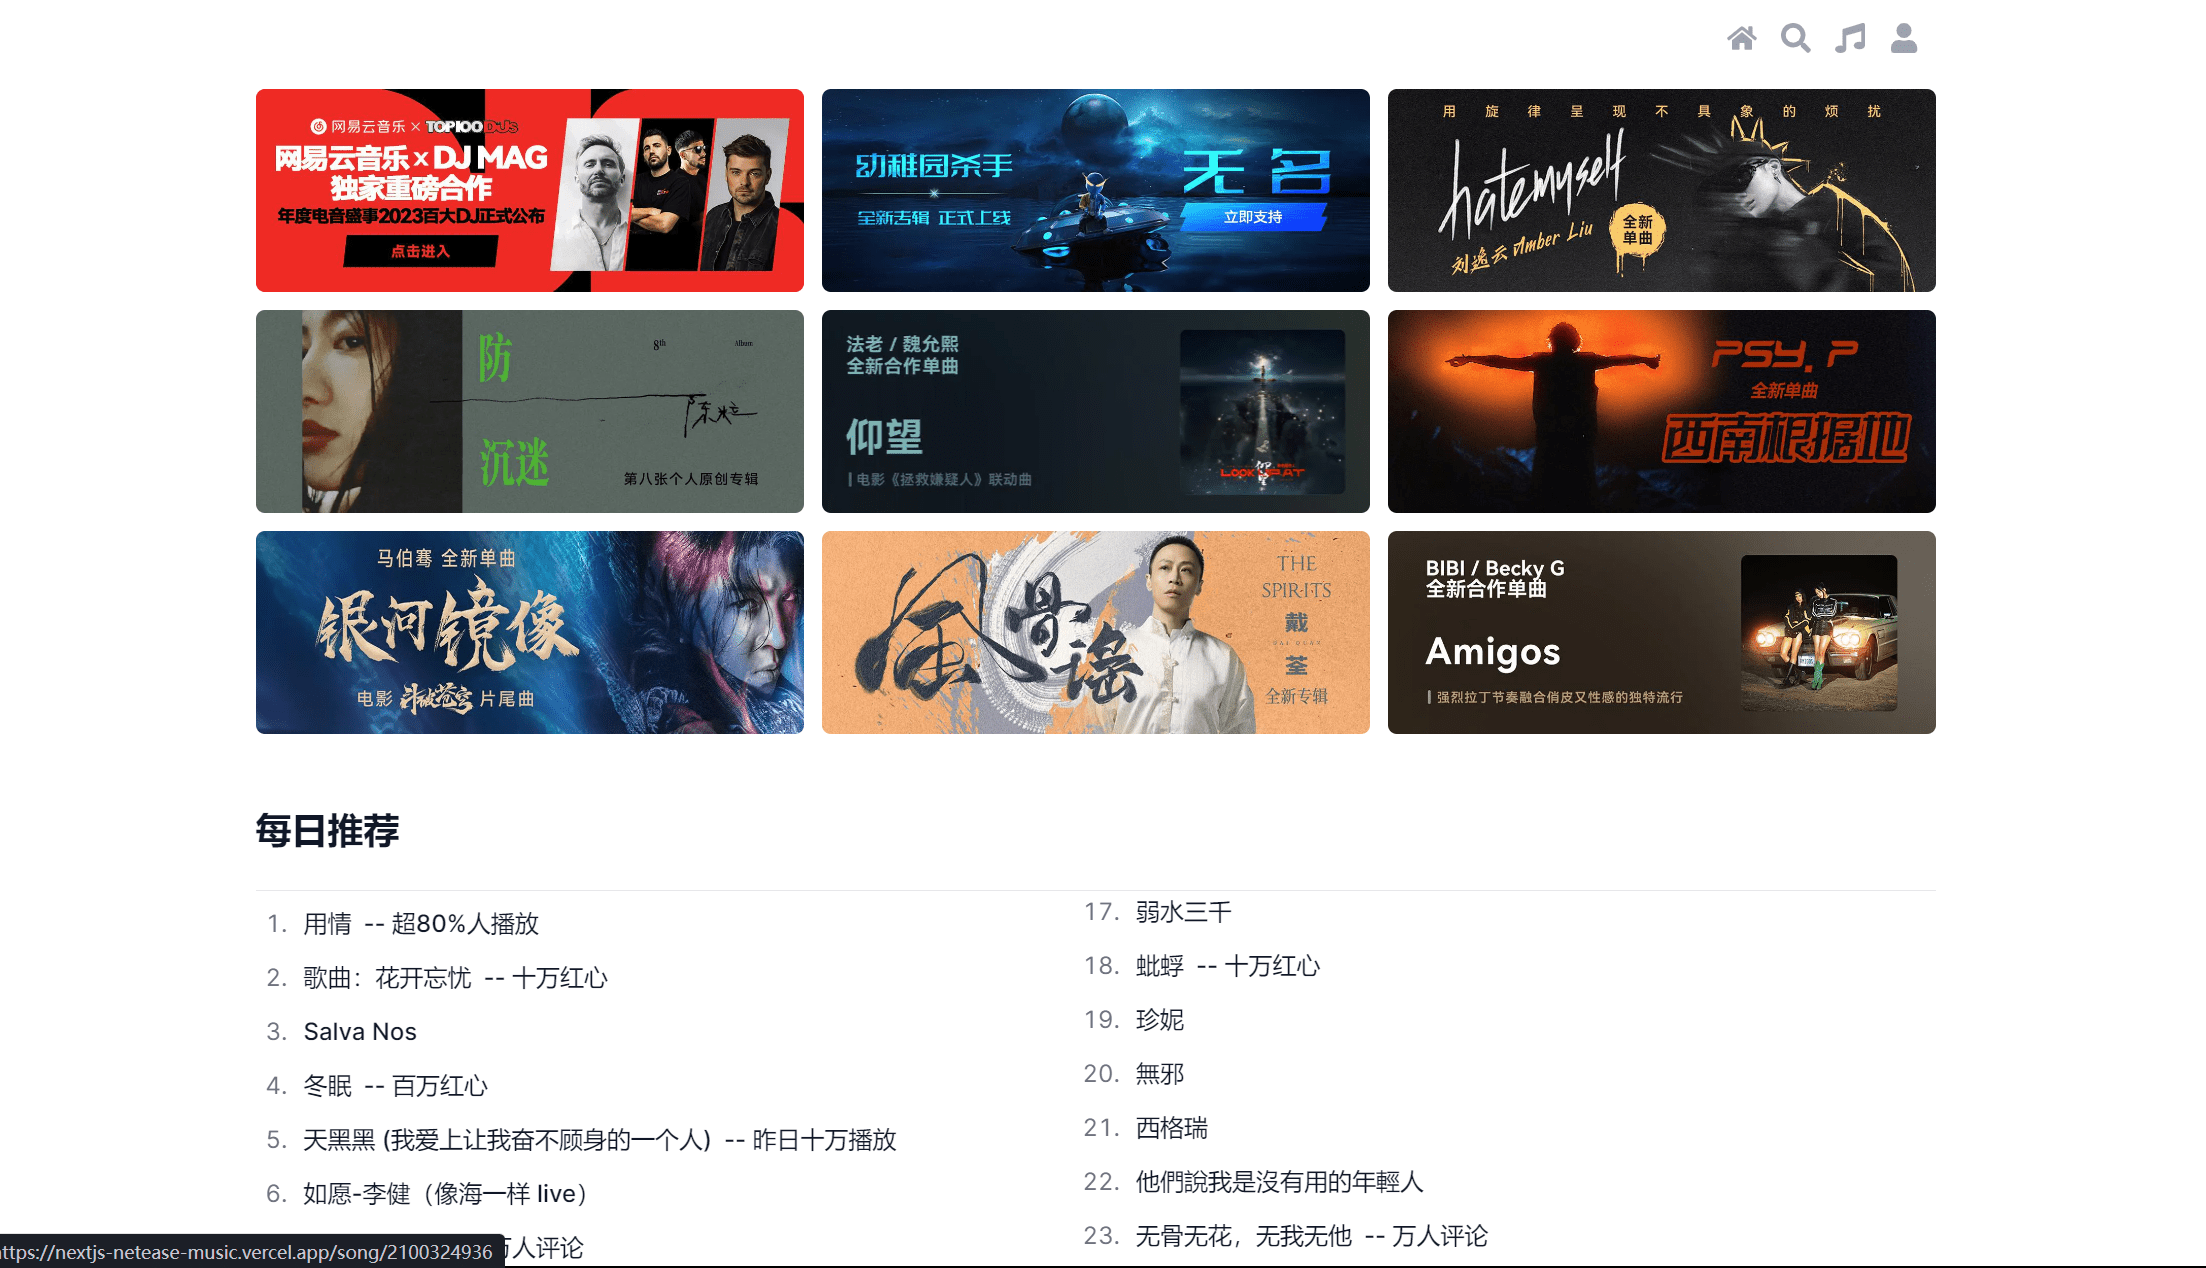 网易云音乐 × TOP100 DJs
网易云音乐 x DJ MAG
独家重磅合作
年度电音盛事2023百大DJ正式公布
点击进入
幼稚园杀手
全新专辑 正式上线
无名
立即支持
用旋律呈现不具象的烦扰
hatemyself
刘逸云 Amber Liu
全新
单曲
防
沉迷
8th
Album
第八张个人原创专辑
法老 / 魏允熙
全新合作单曲
仰望
电影《拯救嫌疑人》联动曲
仰望
LOOK UP AT
PSY. P
全新单曲
西南根据地
马伯骞 全新单曲
银河镜像
电影 斗破苍穹 片尾曲
风骨谣
THE
SPIRITS
戴
DAI QUAN
荃
全新专辑
BIBI / Becky G
全新合作单曲
Amigos
强烈拉丁节奏融合俏皮又性感的独特流行
每日推荐
1. 用情 -- 超80%人播放
2. 歌曲：花开忘忧 -- 十万红心
3. Salva Nos
4. 冬眠 -- 百万红心
5. 天黑黑 (我爱上让我奋不顾身的一个人) -- 昨日十万播放
6. 如愿-李健（像海一样 live）
万人评论
17. 弱水三千
18. 蚍蜉 -- 十万红心
19. 珍妮
20. 無邪
21. 西格瑞
22. 他們說我是沒有用的年輕人
23. 无骨无花，无我无他 -- 万人评论
ttps://nextjs-netease-music.vercel.app/song/2100324936